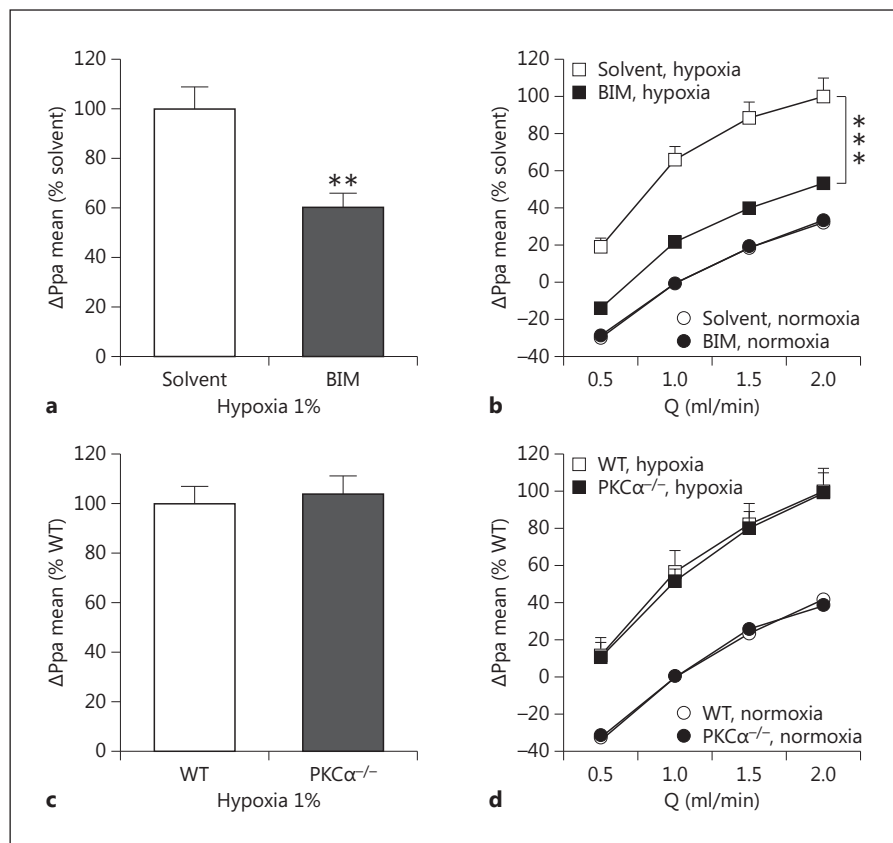 120
100
80
60
40
20
0
ΔPpa mean (% solvent)
**
Solvent
BIM
Hypoxia 1%
a
120
100
80
60
40
20
0
–20
–40
ΔPpa mean (% solvent)
Solvent, hypoxia
BIM, hypoxia
***
Solvent, normoxia
BIM, normoxia
0.5 1.0 1.5 2.0
Q (ml/min)
b
120
100
80
60
40
20
0
ΔPpa mean (% WT)
WT
PKCα–/–
Hypoxia 1%
c
120
100
80
60
40
20
0
–20
–40
ΔPpa mean (% WT)
WT, hypoxia
PKCα–/–, hypoxia
WT, normoxia
PKCα–/–, normoxia
0.5 1.0 1.5 2.0
Q (ml/min)
d